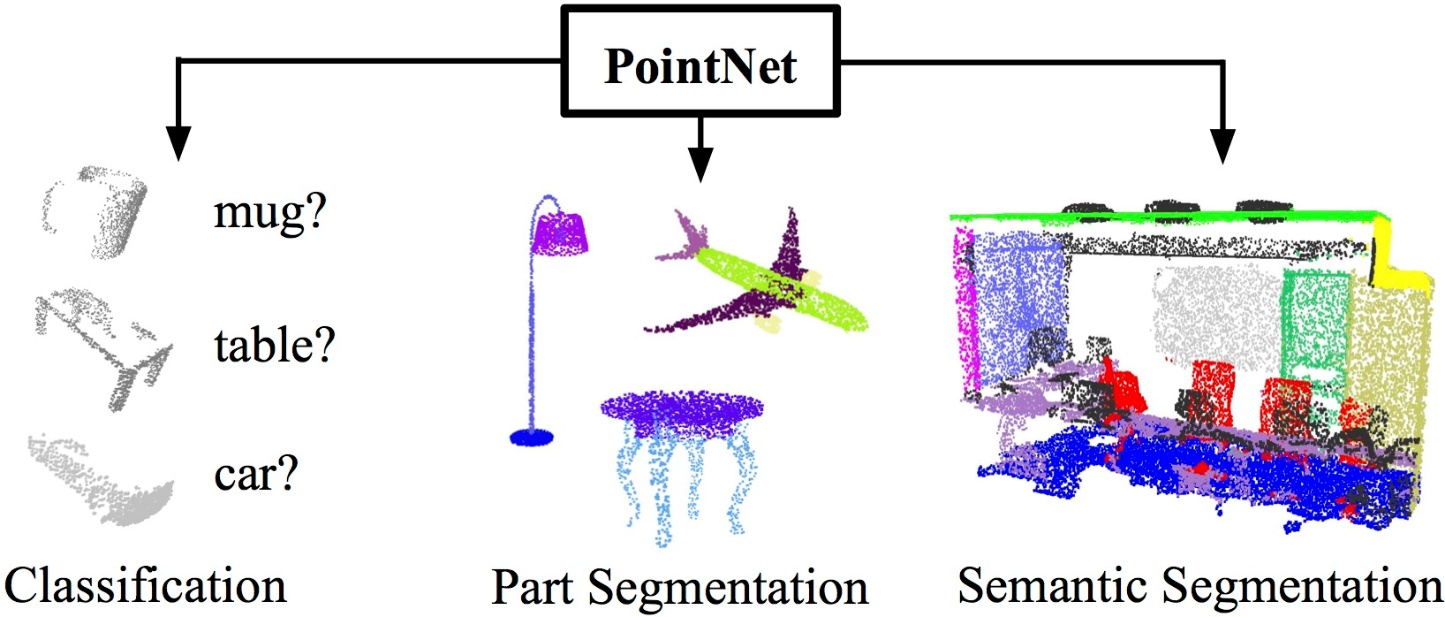 PointNet
mug?
table?
car?
Classification
Part Segmentation
Semantic Segmentation